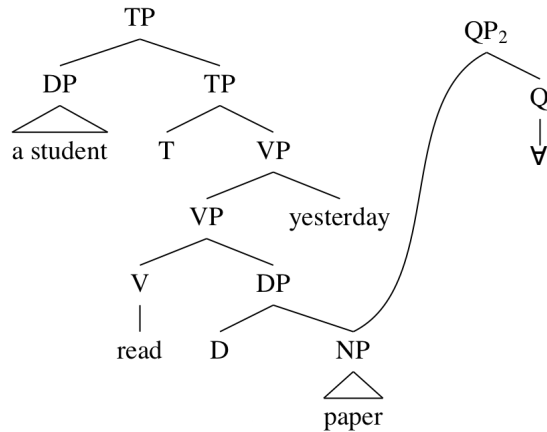 TP
QP₂
DP TP
Q
a student T VP
∀
VP yesterday
V DP
read D NP
paper